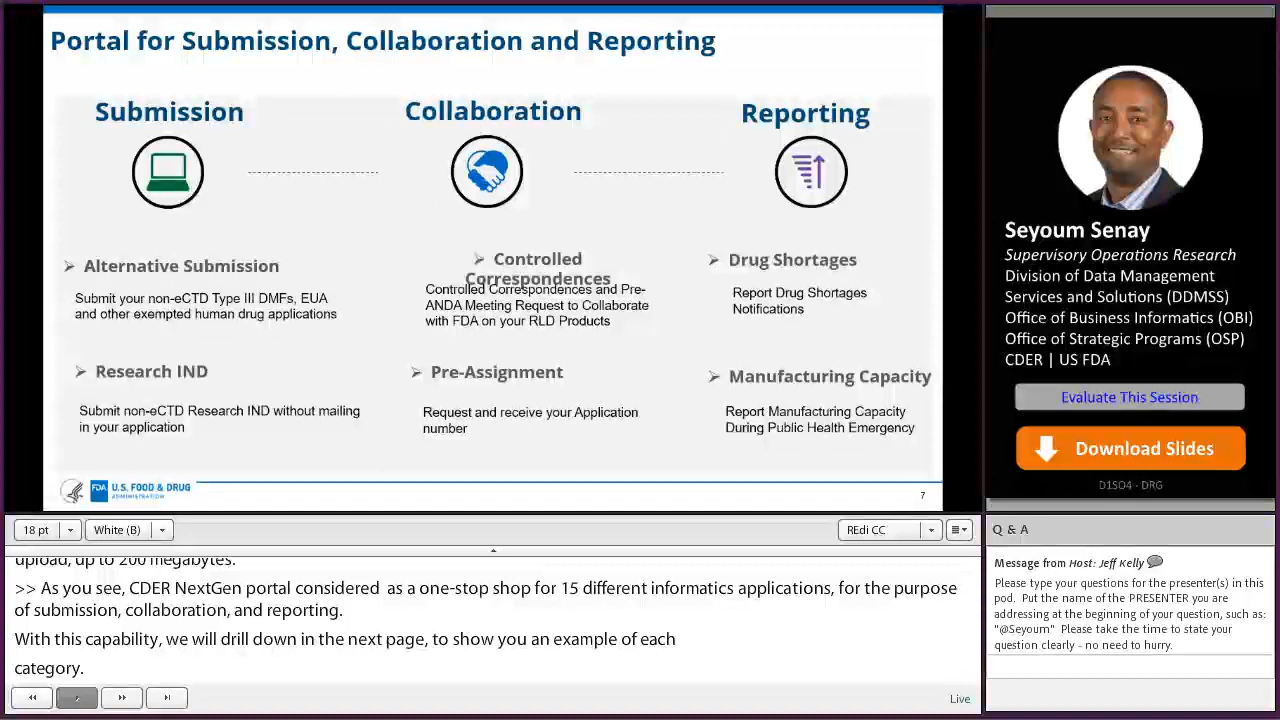 Portal for Submission, Collaboration and Reporting
Submission
Collaboration
Reporting
Alternative Submission
Submit your non-eCTD Type III DMFs, EUA
and other exempted human drug applications
Research IND
Submit non-eCTD Research IND without mailing
in your application
Controlled
Correspondences
Controlled Correspondences and Pre-
ANDA Meeting Request to Collaborate
with FDA on your RLD Products
Pre-Assignment
Request and receive your Application
number
Drug Shortages
Report Drug Shortages
Notifications
Manufacturing Capacity
Report Manufacturing Capacity
During Public Health Emergency
FDA
U.S. FOOD & DRUG
ADMINISTRATION
7
Seyoum Senay
Supervisory Operations Research
Division of Data Management
Services and Solutions (DDMSS)
Office of Business Informatics (OBI)
Office of Strategic Programs (OSP)
CDER | US FDA
Evaluate This Session
Download Slides
D1SO4 - DRG
18 pt
White (B)
REdi CC
upload, up to 200 megabytes.
>> As you see, CDER NextGen portal considered as a one-stop shop for 15 different informatics applications, for the purpose
of submission, collaboration, and reporting.
With this capability, we will drill down in the next page, to show you an example of each
category.
Live
Q & A
Message from Host: Jeff Kelly
Please type your questions for the presenter(s) in this
pod. Put the name of the PRESENTER you are
addressing at the beginning of your question, such as:
"@Seyoum" Please take the time to state your
question clearly - no need to hurry.